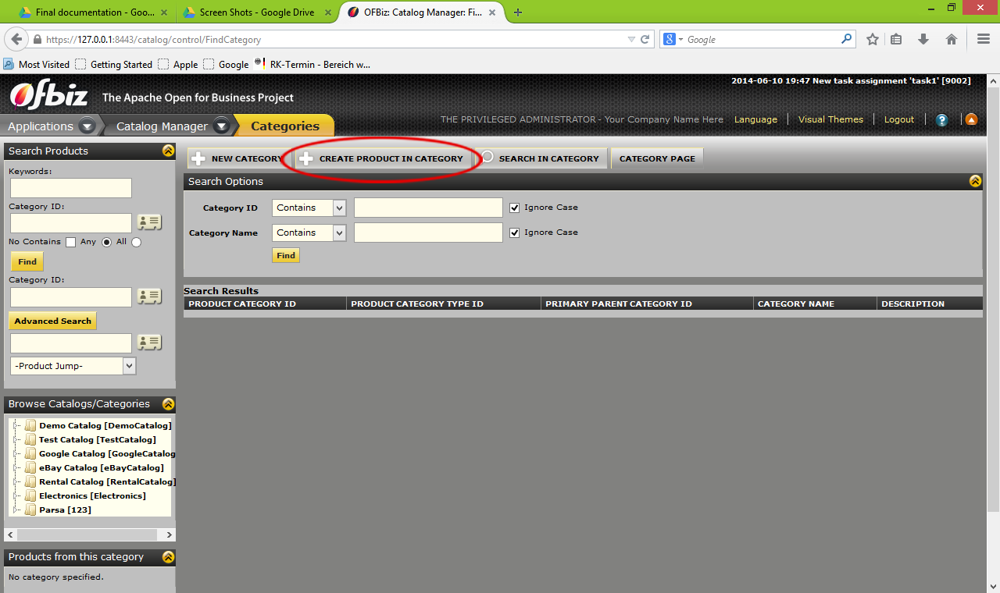 Final documentation - Goo...
Screen Shots - Google Drive
OFBiz: Catalog Manager: Fi...
https://127.0.0.1:8443/catalog/control/FindCategory
Google
Most Visited
Getting Started
Apple
Google
RK-Termin - Bereich w...
Ofbiz
The Apache Open for Business Project
2014-06-10 19:47 New task assignment 'task1' [9002]
Applications
Catalog Manager
Categories
THE PRIVILEGED ADMINISTRATOR - Your Company Name Here
Language
Visual Themes
Logout
?
Search Products
Keywords:
Category ID:
No Contains Any All
Find
Category ID:
Advanced Search
-Product Jump-
Browse Catalogs/Categories
Demo Catalog [DemoCatalog]
Test Catalog [TestCatalog]
Google Catalog [GoogleCatalog
eBay Catalog [eBayCatalog]
Rental Catalog [RentalCatalog]
Electronics [Electronics]
Parsa [123]
Products from this category
No category specified.
NEW CATEGORY
CREATE PRODUCT IN CATEGORY
SEARCH IN CATEGORY
CATEGORY PAGE
Search Options
Category ID Contains Ignore Case
Category Name Contains Ignore Case
Find
Search Results
PRODUCT CATEGORY ID PRODUCT CATEGORY TYPE ID PRIMARY PARENT CATEGORY ID CATEGORY NAME DESCRIPTION